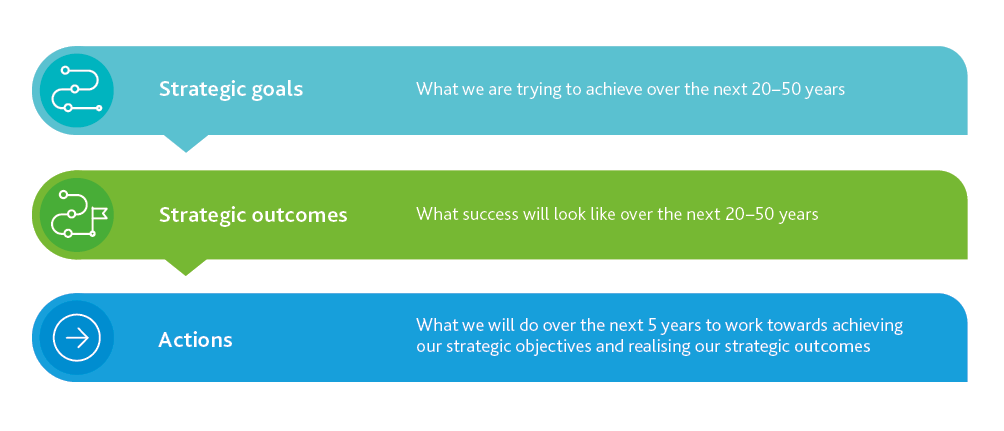 Strategic goals
What we are trying to achieve over the next 20–50 years
Strategic outcomes
What success will look like over the next 20–50 years
Actions
What we will do over the next 5 years to work towards achieving
our strategic objectives and realising our strategic outcomes